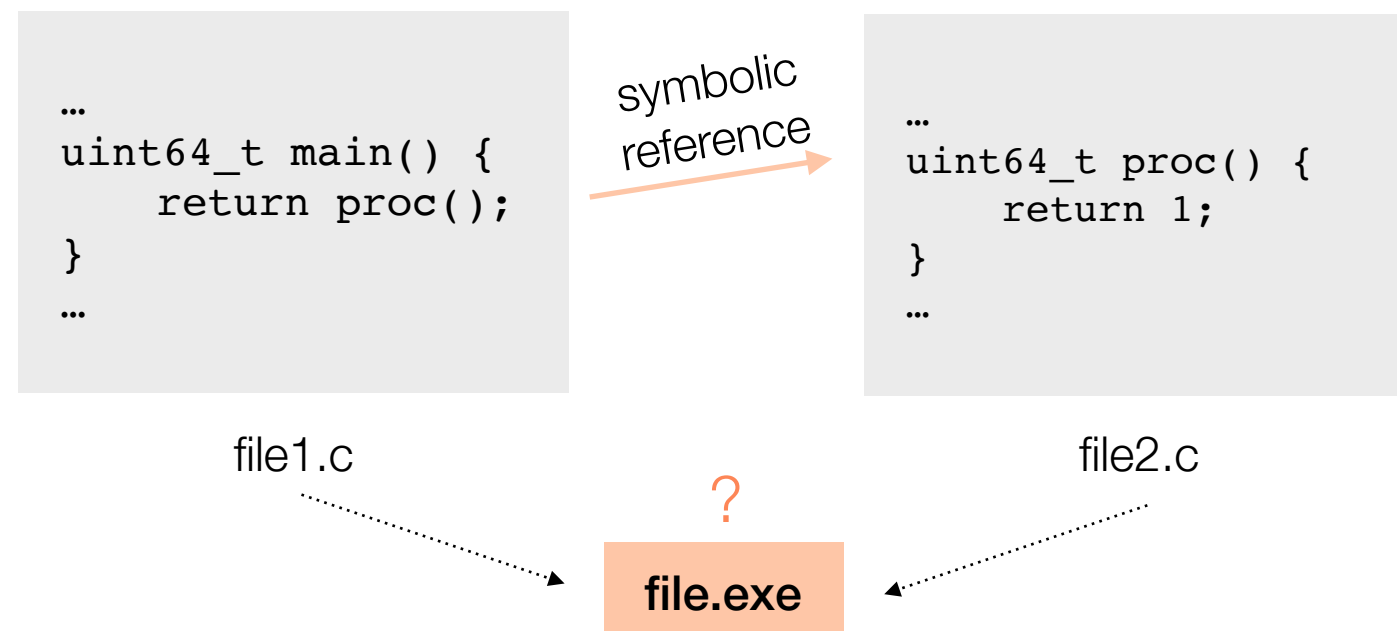 …
uint64_t main() {
    return proc();
}
…
symbolic
reference
…
uint64_t proc() {
    return 1;
}
…
file1.c
file2.c
?
file.exe